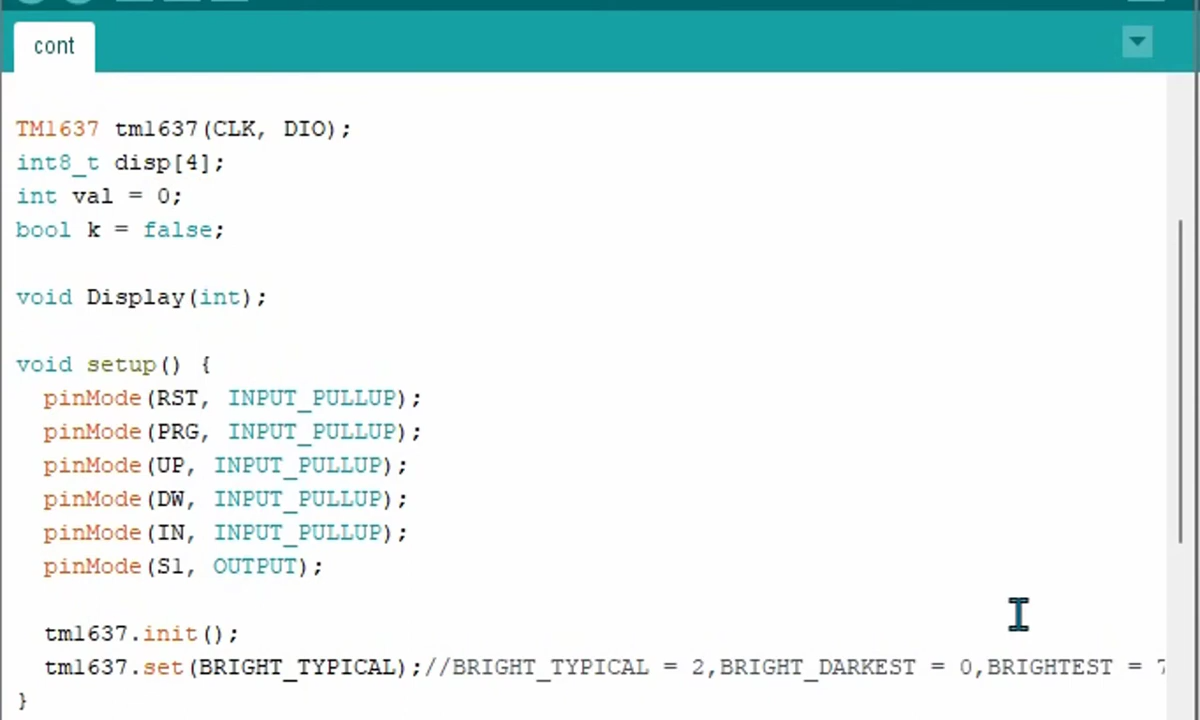 cont
TM1637 tm1637(CLK, DIO);
int8_t disp[4];
int val = 0;
bool k = false;
void Display(int);
void setup() {
pinMode(RST, INPUT_PULLUP);
pinMode(PRG, INPUT_PULLUP);
pinMode(UP, INPUT_PULLUP);
pinMode(DW, INPUT_PULLUP);
pinMode(IN, INPUT_PULLUP);
pinMode(S1, OUTPUT);
tm1637.init();
tm1637.set(BRIGHT_TYPICAL);//BRIGHT_TYPICAL = 2,BRIGHT_DARKEST = 0,BRIGHTEST = 7
}